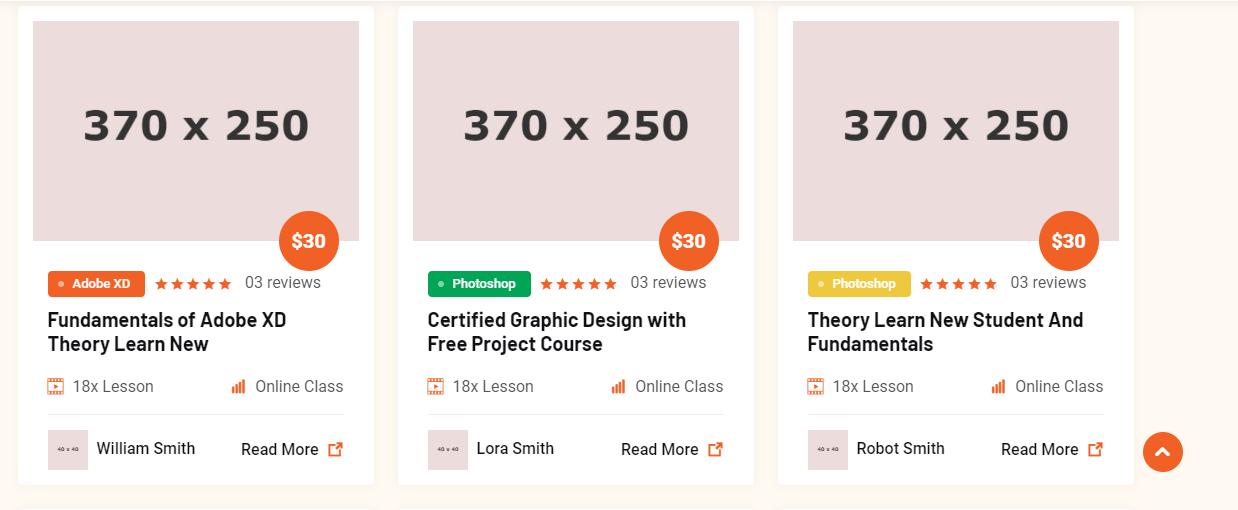 370 x 250
$30
Adobe XD
03 reviews
Fundamentals of Adobe XD
Theory Learn New
18x Lesson
Online Class
40 x 40
William Smith
Read More
370 x 250
$30
Photoshop
03 reviews
Certified Graphic Design with
Free Project Course
18x Lesson
Online Class
40 x 40
Lora Smith
Read More
370 x 250
$30
Photoshop
03 reviews
Theory Learn New Student And
Fundamentals
18x Lesson
Online Class
40 x 40
Robot Smith
Read More